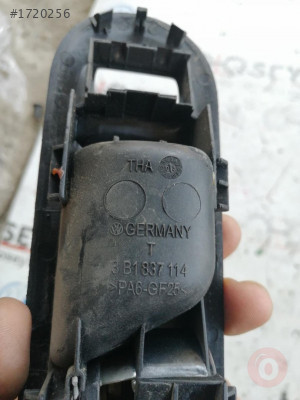 #1720256
THA
GERMANY
T
3B1 837 114
>PA6-GF25<